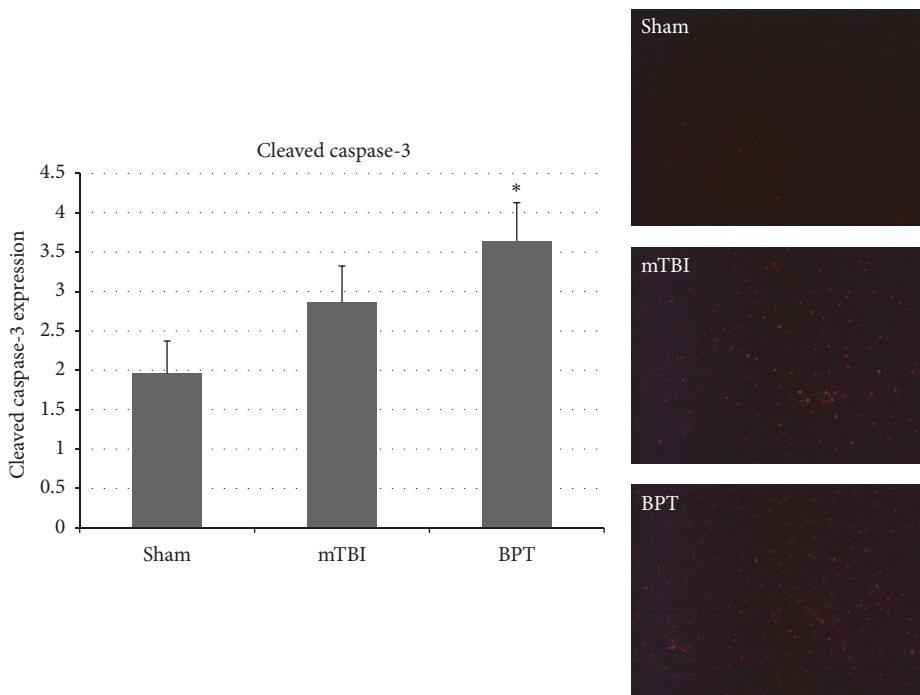 Cleaved caspase-3
Cleaved caspase-3 expression
4.5
4
3.5
3
2.5
2
1.5
1
0.5
0
*
Sham
mTBI
BPT
Sham
mTBI
BPT